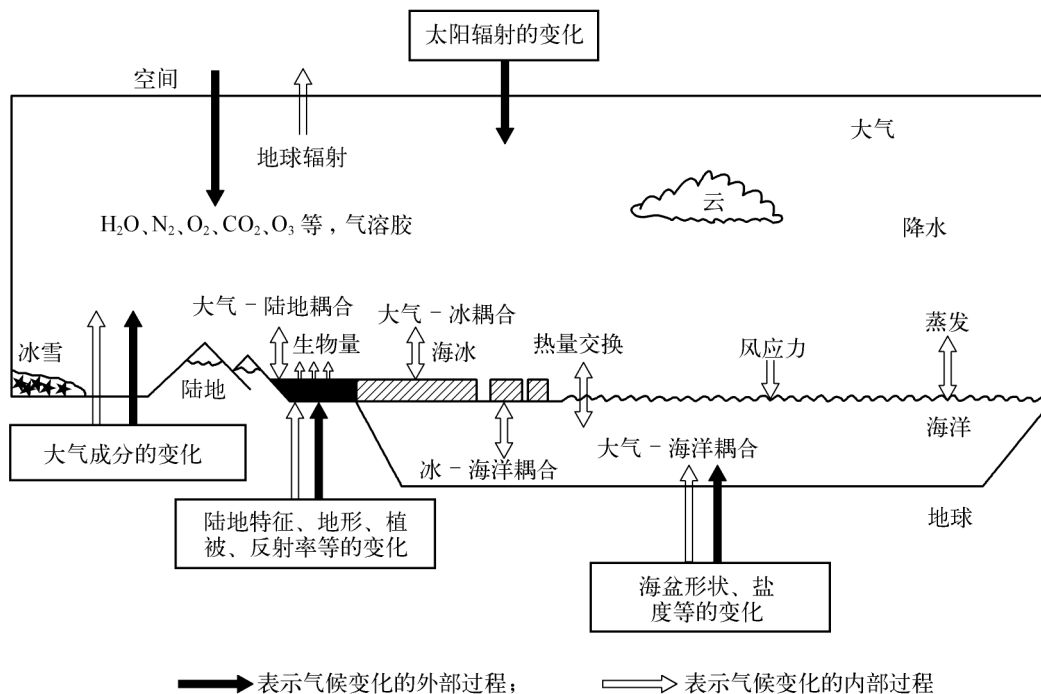 太阳辐射的变化
空间
大气
地球辐射
云
H₂O、N₂、O₂、CO₂、O₃ 等，气溶胶
降水
大气－陆地耦合
大气－冰耦合
蒸发
冰雪
生物量
海冰
热量交换
风应力
陆地
海洋
大气成分的变化
大气－海洋耦合
冰－海洋耦合
陆地特征、地形、植
被、反射率等的变化
地球
海盆形状、盐
度等的变化
表示气候变化的外部过程；
表示气候变化的内部过程